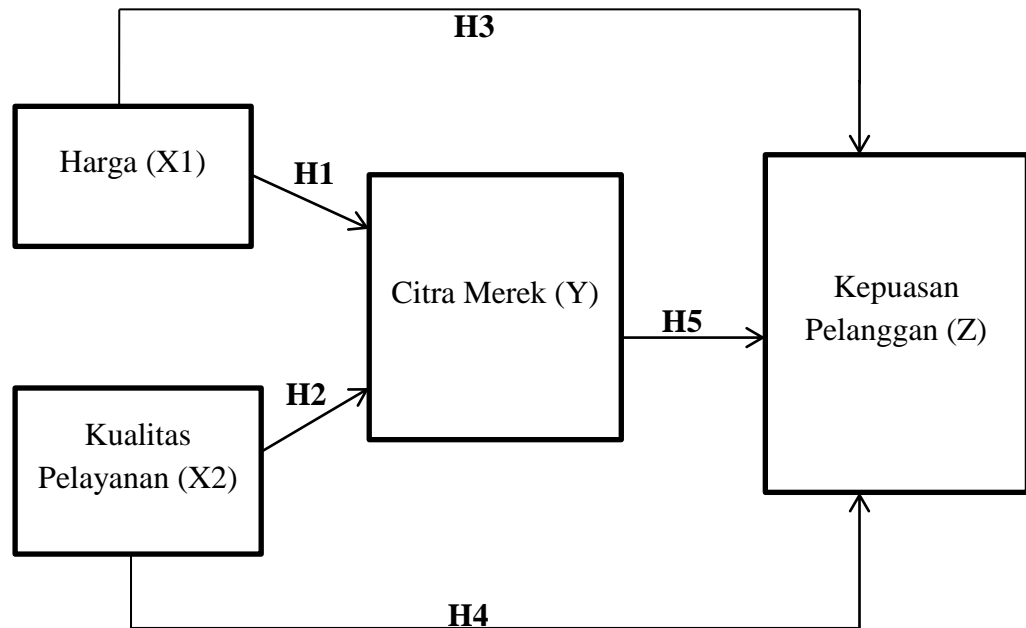 H3
Harga (X1)
H1
Citra Merek (Y)
Kepuasan
Pelanggan (Z)
H5
H2
Kualitas
Pelayanan (X2)
H4